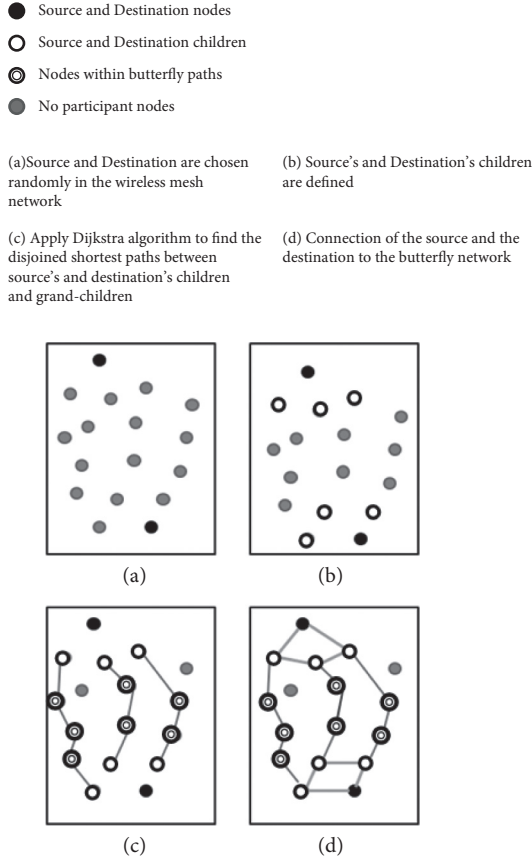 Source and Destination nodes
Source and Destination children
Nodes within butterfly paths
No participant nodes
(a)Source and Destination are chosen
randomly in the wireless mesh
network
(b) Source's and Destination's children
are defined
(c) Apply Dijkstra algorithm to find the
disjoined shortest paths between
source's and destination's children
and grand-children
(d) Connection of the source and the
destination to the butterfly network
(a)
(b)
(c)
(d)